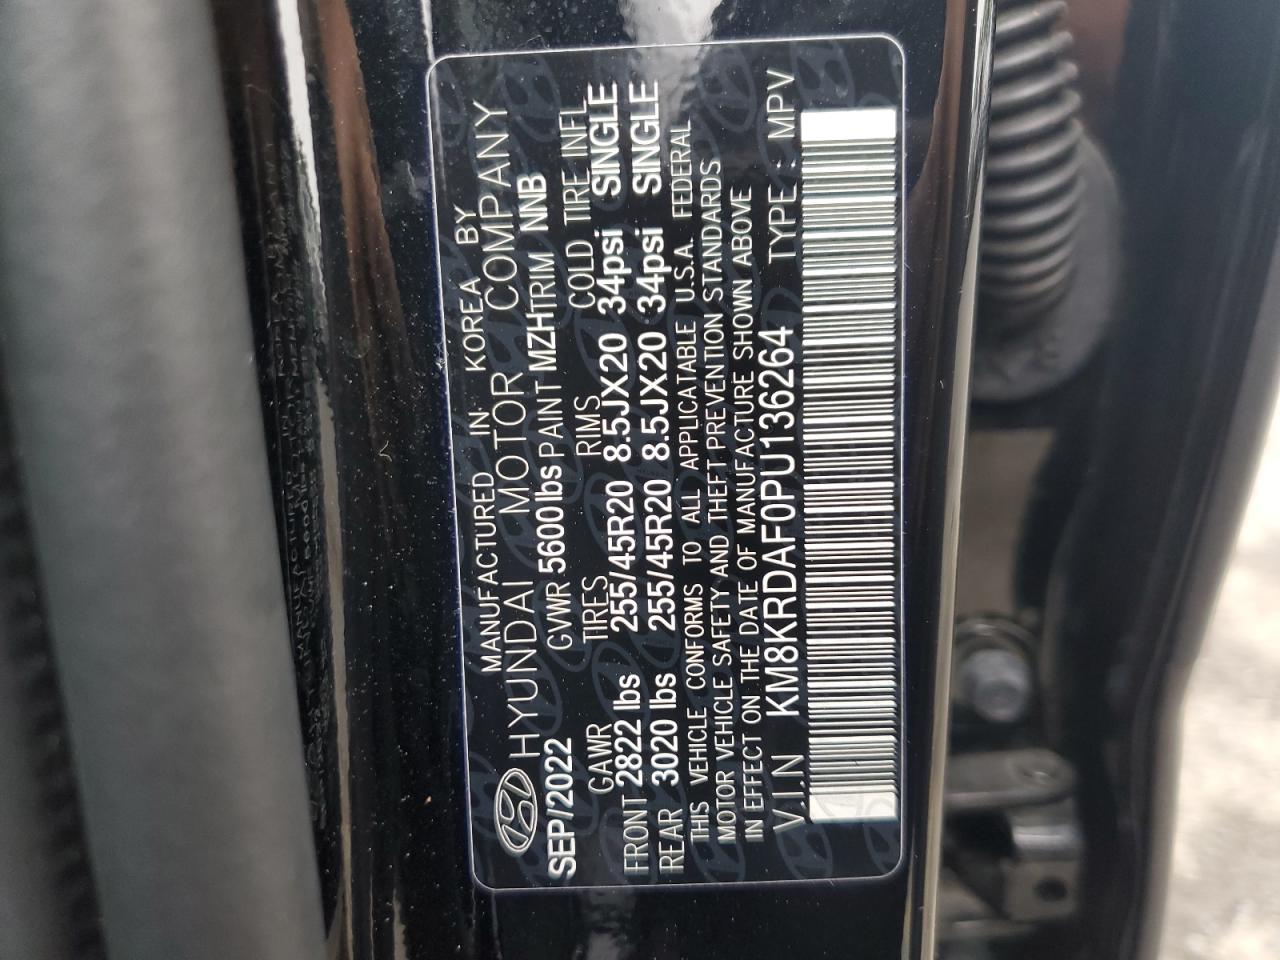 MANUFACTURED IN KOREA BY
HYUNDAI MOTOR COMPANY
SEP/2022 GVWR 5600lbs PAINT MZH TRIM NNB
GAWR TIRES RIMS COLD TIRE INFL
FRONT 2822 lbs 255/45R20 8.5JX20 34psi SINGLE
REAR 3020 lbs 255/45R20 8.5JX20 34psi SINGLE
THIS VEHICLE CONFORMS TO ALL APPLICATABLE U.S.A. FEDERAL
MOTOR VEHICLE SAFETY AND THEFT PREVENTION STANDARDS
IN EFFECT ON THE DATE OF MANUFACTURE SHOWN ABOVE
V.I.N KM8KRDAF0PU136264 TYPE : MPV